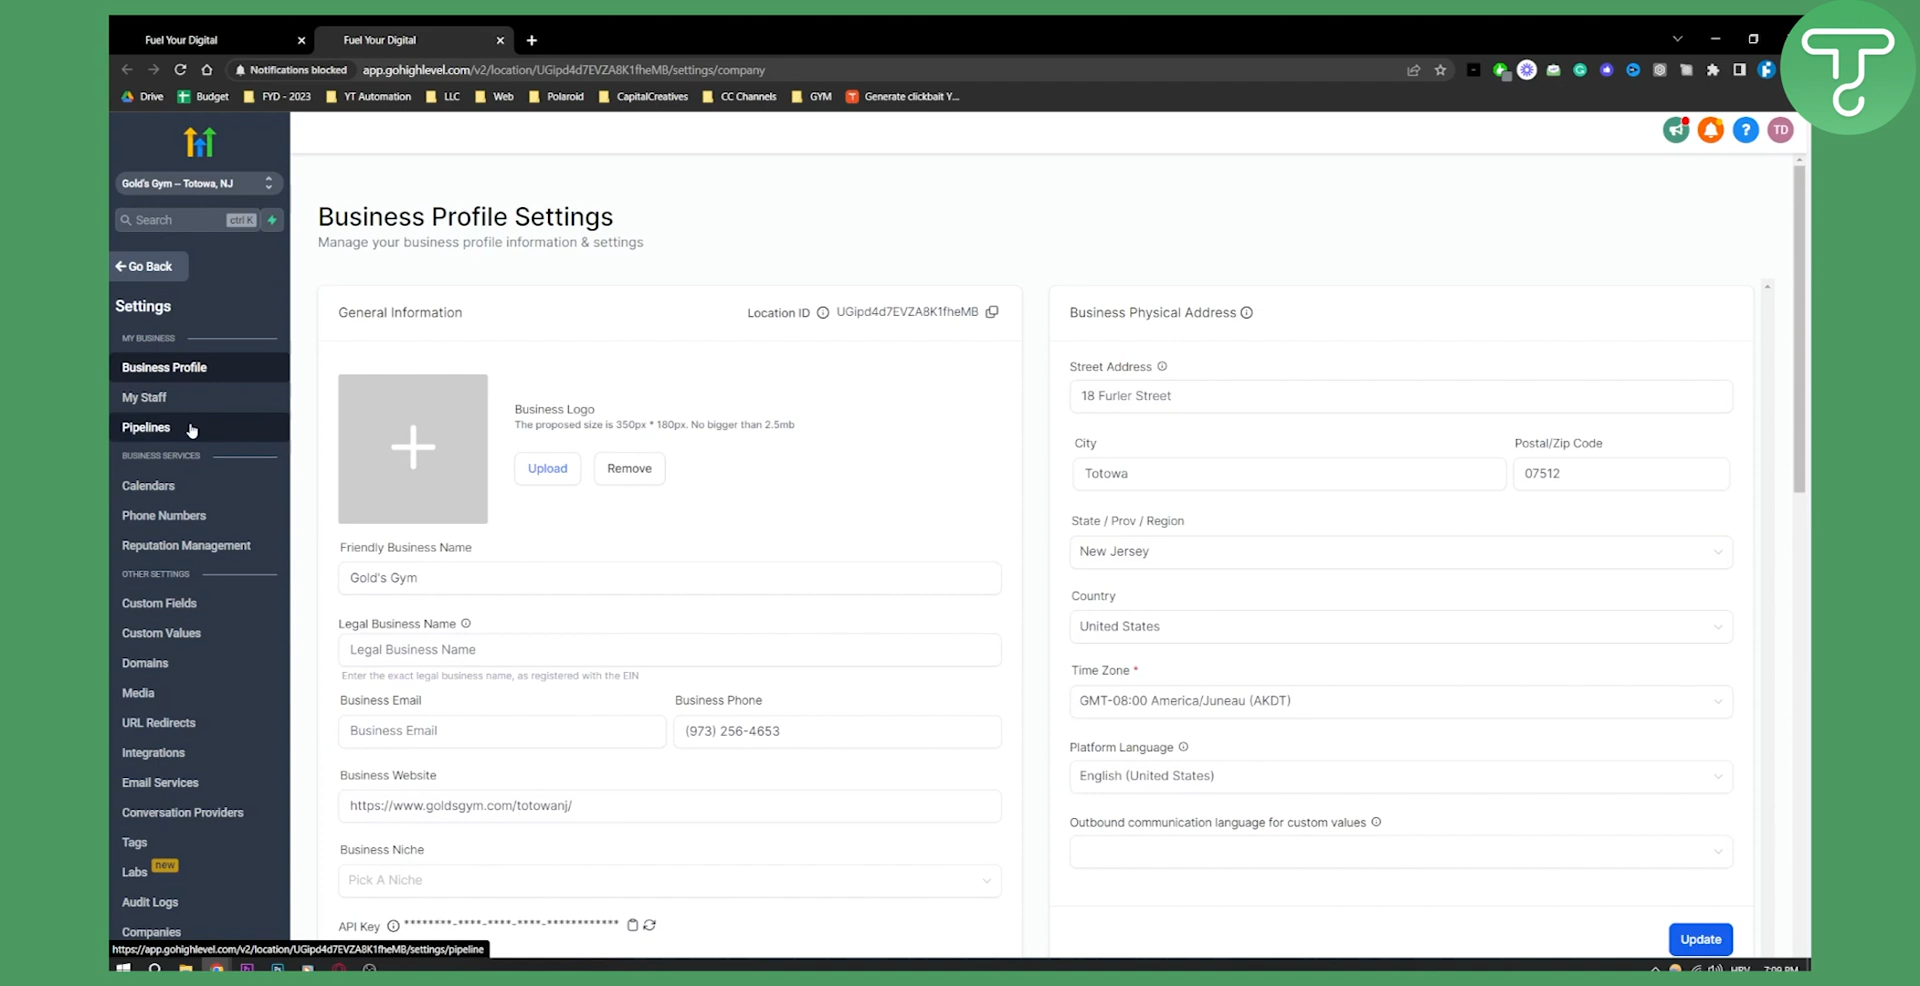 Fuel Your Digital
Fuel Your Digital
Notifications blocked
app.gohighlevel.com/v2/location/UGipd4d7EVZA8K1fheMB/settings/company
Drive
Budget
FYD - 2023
YT Automation
LLC
Web
Polaroid
CapitalCreatives
CC Channels
GYM
Generate clickbait Y...
Gold's Gym – Totowa, NJ
Search
ctrl K
Go Back
Settings
MY BUSINESS
Business Profile
My Staff
Pipelines
BUSINESS SERVICES
Calendars
Phone Numbers
Reputation Management
OTHER SETTINGS
Custom Fields
Custom Values
Domains
Media
URL Redirects
Integrations
Email Services
Conversation Providers
Tags
Labs new
Audit Logs
Companies
https://app.gohighlevel.com/v2/location/UGipd4d7EVZA8K1fheMB/settings/pipeline
TD
Business Profile Settings
Manage your business profile information & settings
General Information
Location ID
UGipd4d7EVZA8K1fheMB
Business Logo
The proposed size is 350px * 180px. No bigger than 2.5mb
Upload
Remove
Friendly Business Name
Gold's Gym
Legal Business Name
Legal Business Name
Enter the exact legal business name, as registered with the EIN
Business Email
Business Phone
Business Email
(973) 256-4653
Business Website
https://www.goldsgym.com/totowanj/
Business Niche
Pick A Niche
API Key ********-****-****-****-************
Business Physical Address
Street Address
18 Furler Street
City
Postal/Zip Code
Totowa
07512
State / Prov / Region
New Jersey
Country
United States
Time Zone *
GMT-08:00 America/Juneau (AKDT)
Platform Language
English (United States)
Outbound communication language for custom values
Update
HRV
7:09 PM